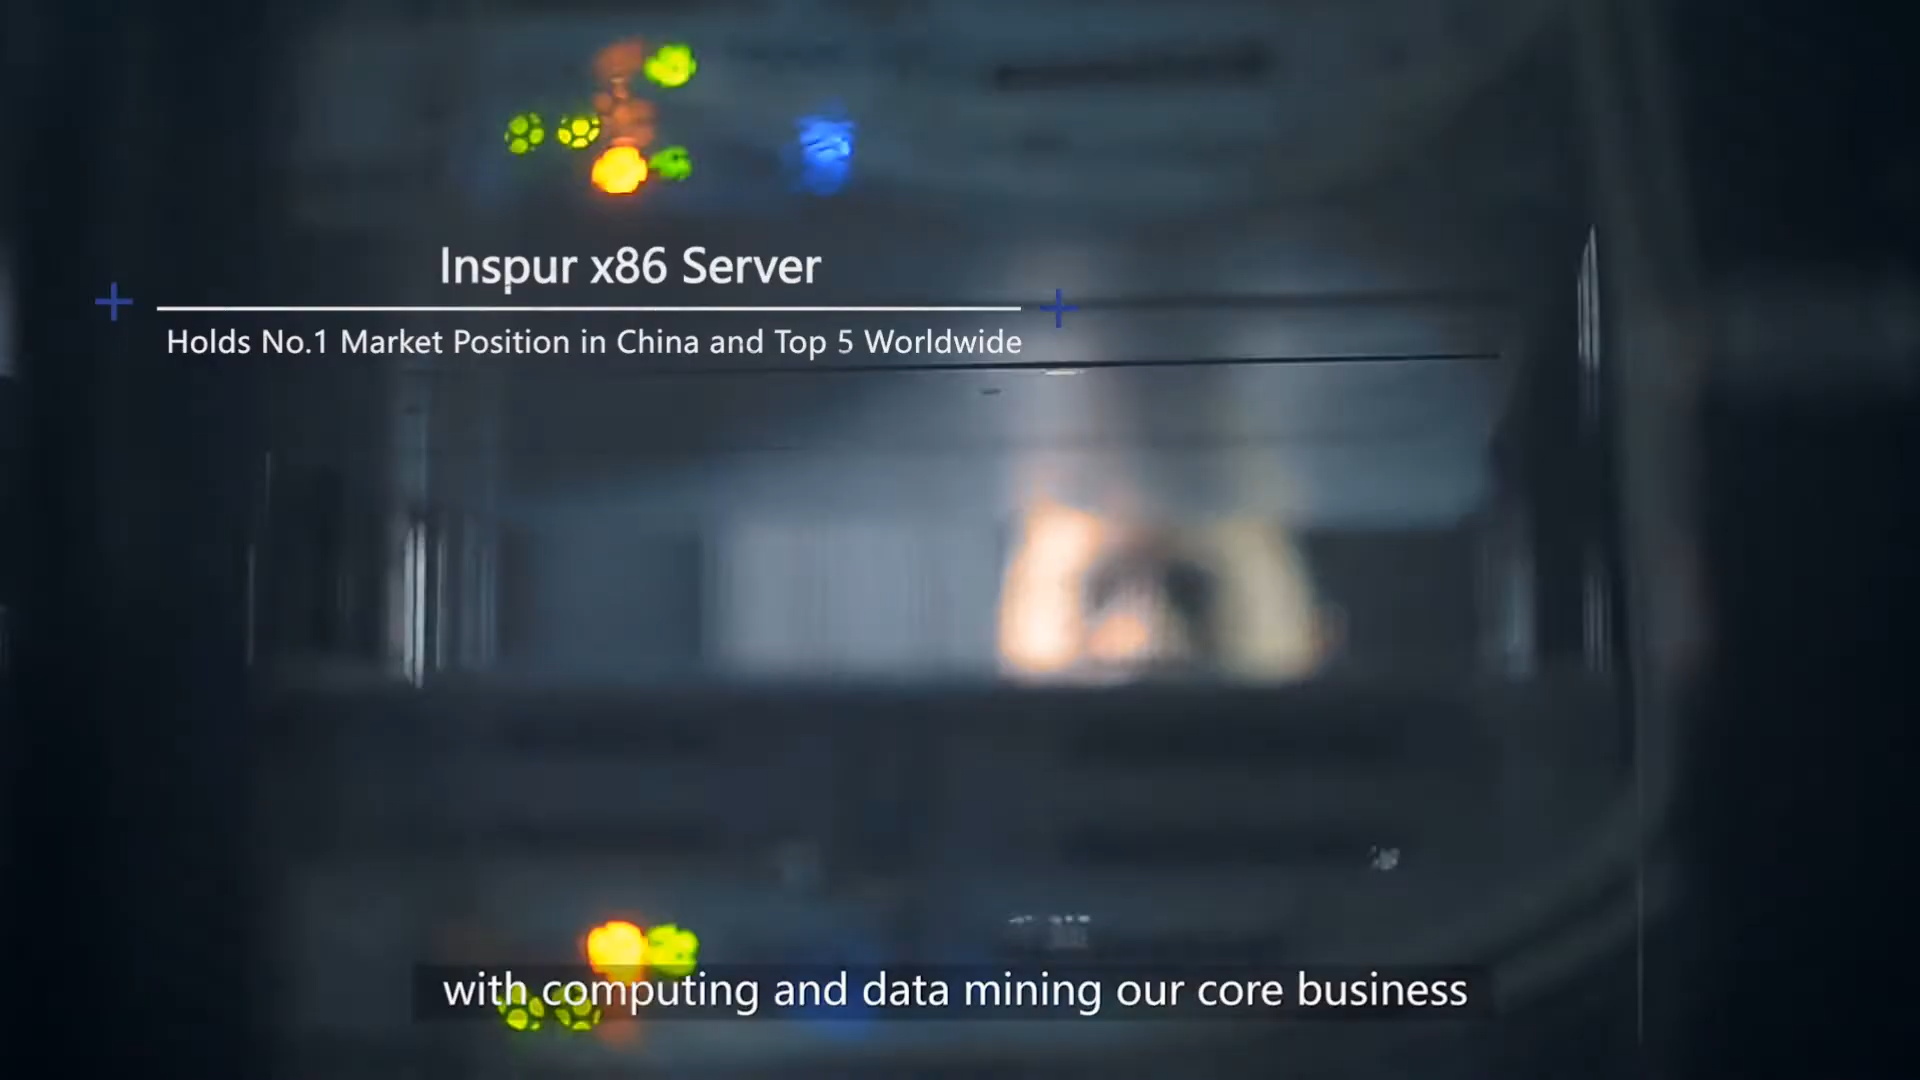 Inspur x86 Server
Holds No.1 Market Position in China and Top 5 Worldwide
with computing and data mining our core business